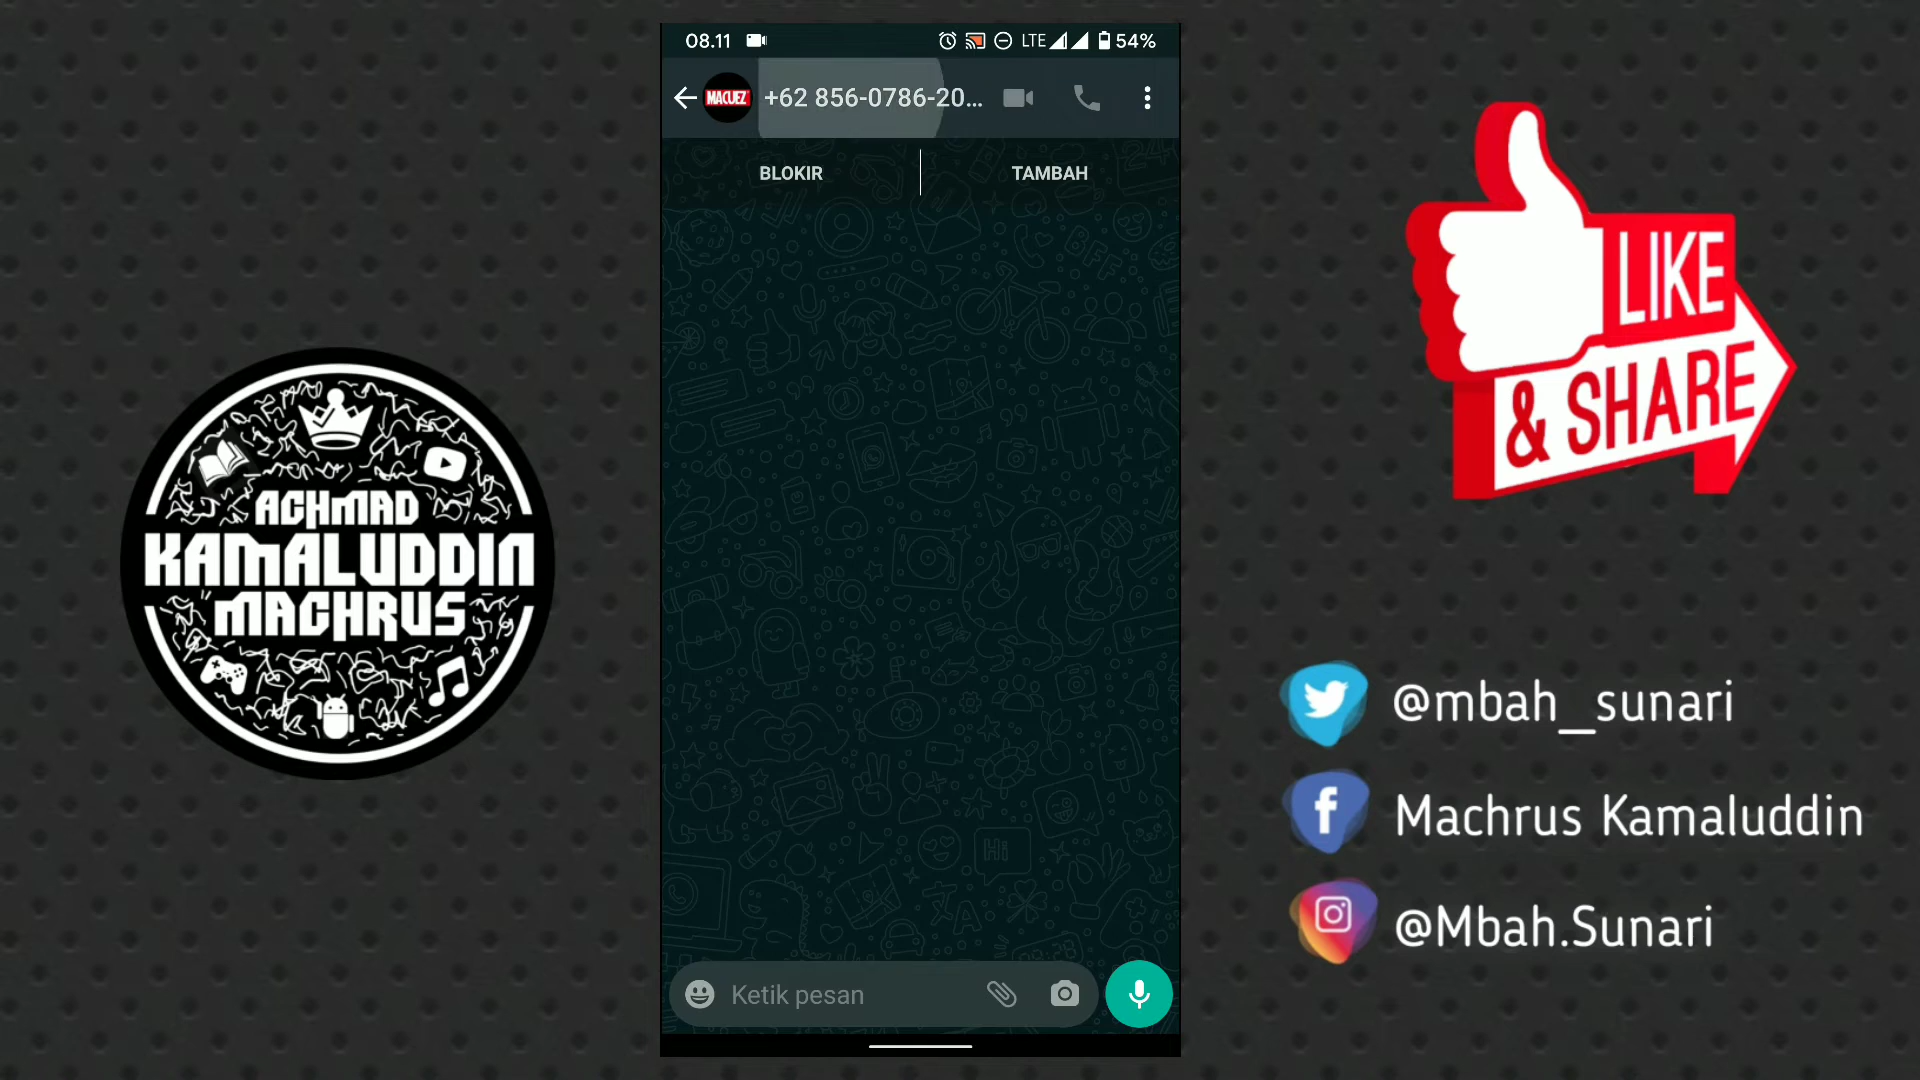 08.11
LTE
54%
MACUEZ
+62 856-0786-20...
BLOKIR
TAMBAH
Ketik pesan
ACHMAD
KAMALUDDIN
MACHRUS
LIKE
& SHARE
@mbah_sunari
Machrus Kamaluddin
@Mbah.Sunari